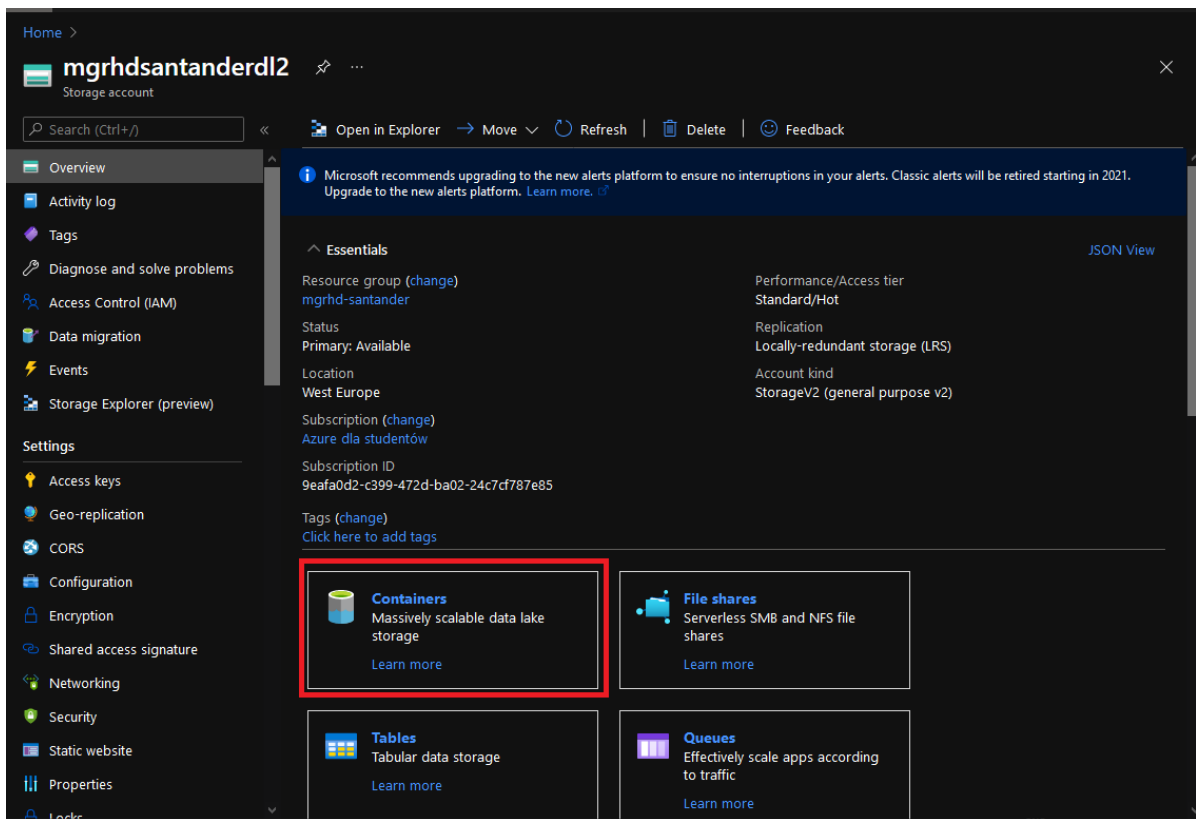 Home >
mgrhdsantanderdl2 ...
Storage account
Search (Ctrl+/)
«
Open in Explorer
Move
Refresh
Delete
Feedback
Overview
Activity log
Tags
Diagnose and solve problems
Access Control (IAM)
Data migration
Events
Storage Explorer (preview)
Settings
Access keys
Geo-replication
CORS
Configuration
Encryption
Shared access signature
Networking
Security
Static website
Properties
Locks
Microsoft recommends upgrading to the new alerts platform to ensure no interruptions in your alerts. Classic alerts will be retired starting in 2021.
Upgrade to the new alerts platform. Learn more.
Essentials
JSON View
Resource group (change)
mgrhd-santander
Status
Primary: Available
Location
West Europe
Subscription (change)
Azure dla studentów
Subscription ID
9eafa0d2-c399-472d-ba02-24c7cf787e85
Tags (change)
Click here to add tags
Performance/Access tier
Standard/Hot
Replication
Locally-redundant storage (LRS)
Account kind
StorageV2 (general purpose v2)
Containers
Massively scalable data lake
storage
Learn more
File shares
Serverless SMB and NFS file
shares
Learn more
Tables
Tabular data storage
Learn more
Queues
Effectively scale apps according
to traffic
Learn more